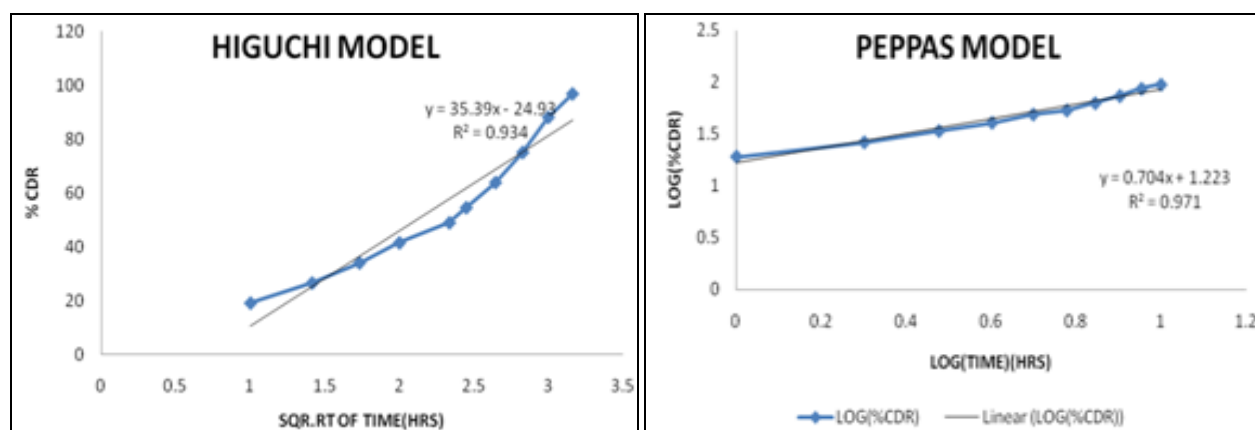 HIGUCHI MODEL
120
100
80
60
40
20
0
% CDR
y = 35.39x - 24.93
R² = 0.934
0
0.5
1
1.5
2
2.5
3
3.5
SQR.RT OF TIME(HRS)
PEPPAS MODEL
2.5
2
1.5
1
0.5
0
LOG(%CDR)
y = 0.704x + 1.223
R² = 0.971
0
0.2
0.4
0.6
0.8
1
1.2
LOG(TIME)(HRS)
LOG(%CDR)
Linear (LOG(%CDR))